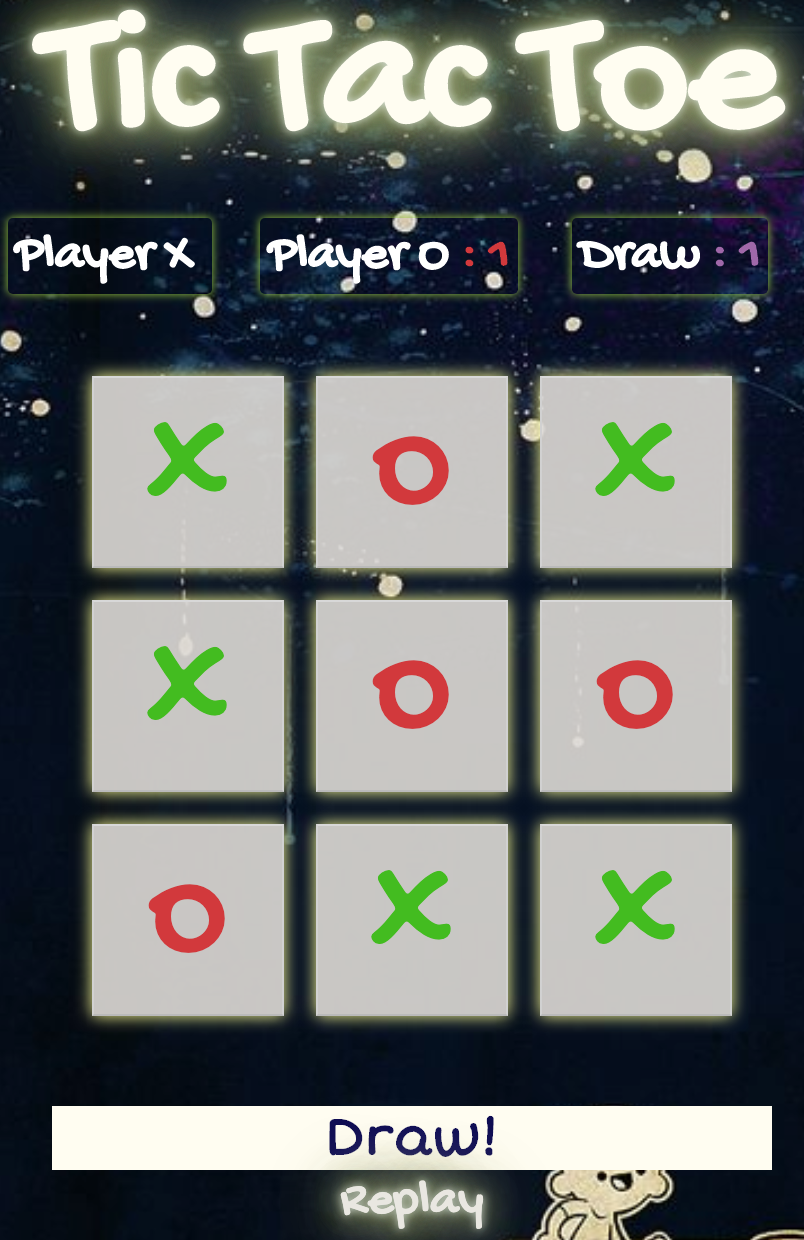 Tic Tac Toe
Player X
Player O : 1
Draw : 1
X O X
X O O
O X X
Draw!
Replay